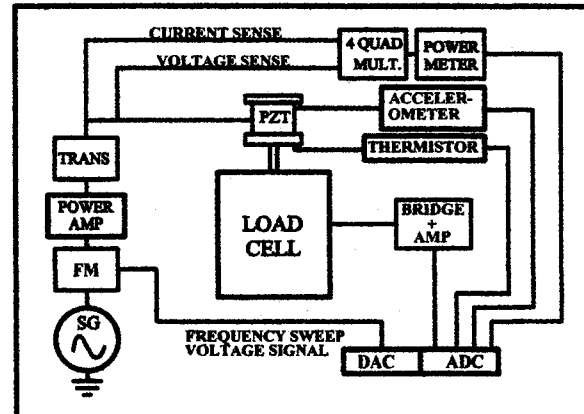 CURRENT SENSE
VOLTAGE SENSE
4 QUAD
MULT.
POWER
METER
PZT
ACCELER-
OMETER
THERMISTOR
TRANS
POWER
AMP
FM
SG
LOAD
CELL
BRIDGE
+
AMP
FREQUENCY SWEEP
VOLTAGE SIGNAL
DAC
ADC